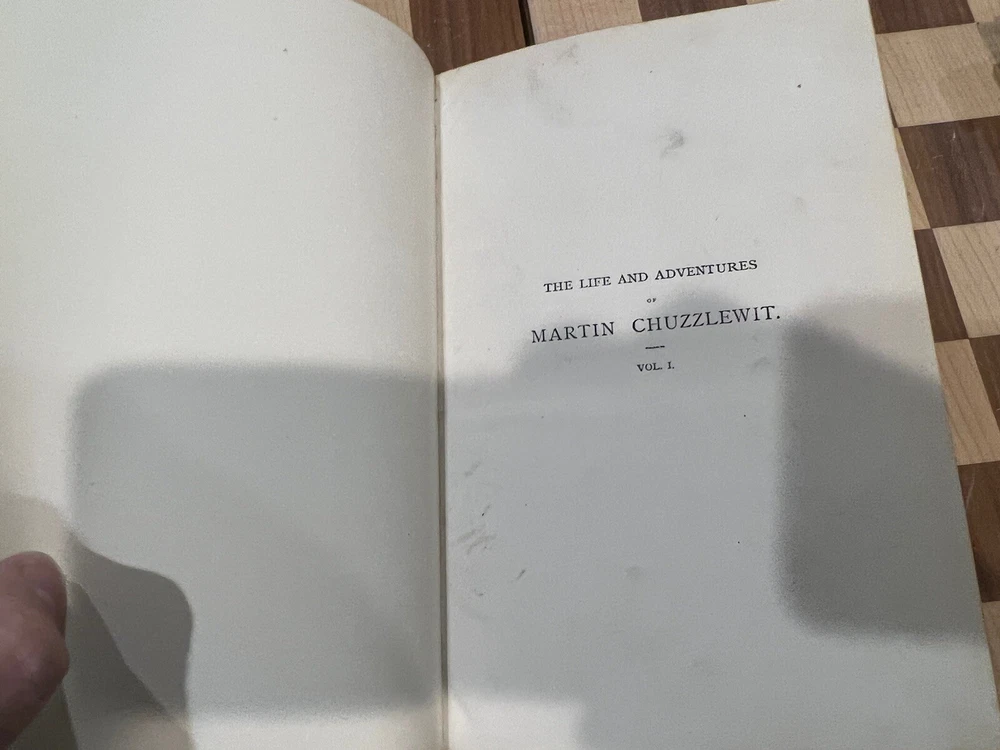 THE LIFE AND ADVENTURES
OF
MARTIN CHUZZLEWIT.
VOL. I.